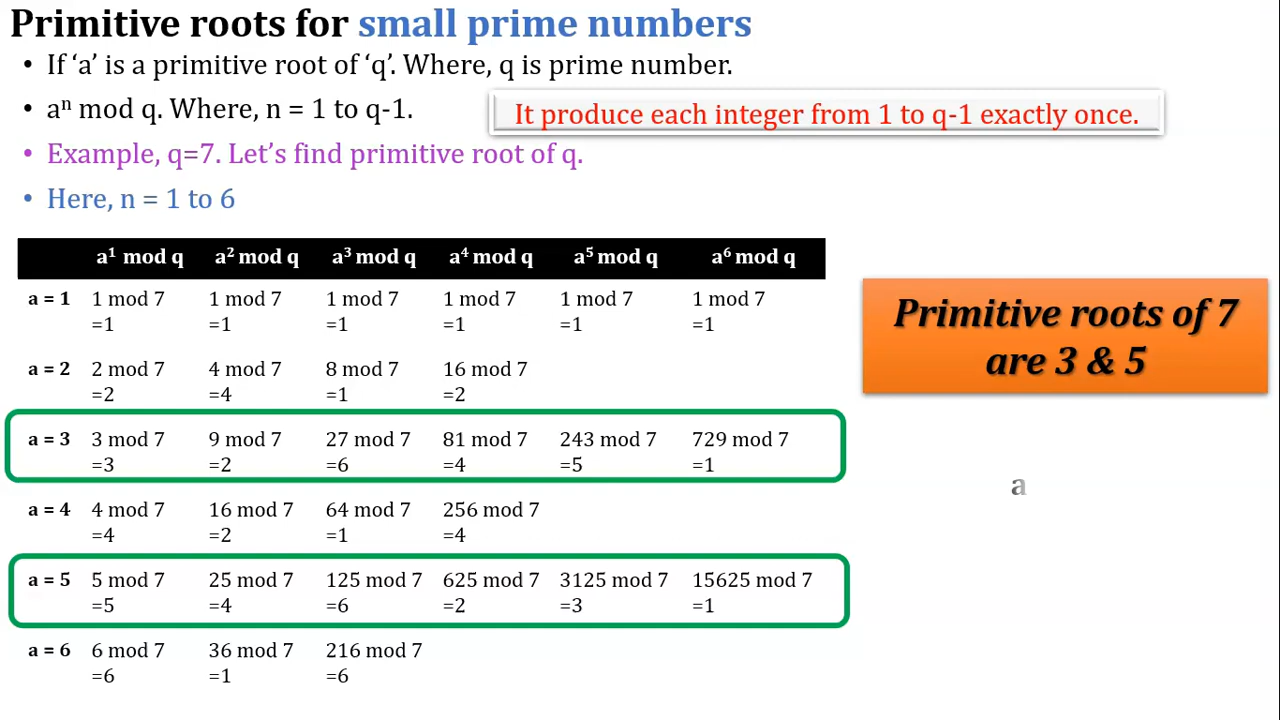 Primitive roots for small prime numbers
• If ‘a’ is a primitive root of ‘q’. Where, q is prime number.
• aⁿ mod q. Where, n = 1 to q-1.
It produce each integer from 1 to q-1 exactly once.
• Example, q=7. Let’s find primitive root of q.
• Here, n = 1 to 6
a¹ mod q a² mod q a³ mod q a⁴ mod q a⁵ mod q a⁶ mod q
a = 1 1 mod 7 1 mod 7 1 mod 7 1 mod 7 1 mod 7 1 mod 7
=1 =1 =1 =1 =1 =1
a = 2 2 mod 7 4 mod 7 8 mod 7 16 mod 7
=2 =4 =1 =2
a = 3 3 mod 7 9 mod 7 27 mod 7 81 mod 7 243 mod 7 729 mod 7
=3 =2 =6 =4 =5 =1
a = 4 4 mod 7 16 mod 7 64 mod 7 256 mod 7
=4 =2 =1 =4
a = 5 5 mod 7 25 mod 7 125 mod 7 625 mod 7 3125 mod 7 15625 mod 7
=5 =4 =6 =2 =3 =1
a = 6 6 mod 7 36 mod 7 216 mod 7
=6 =1 =6
Primitive roots of 7
are 3 & 5
a